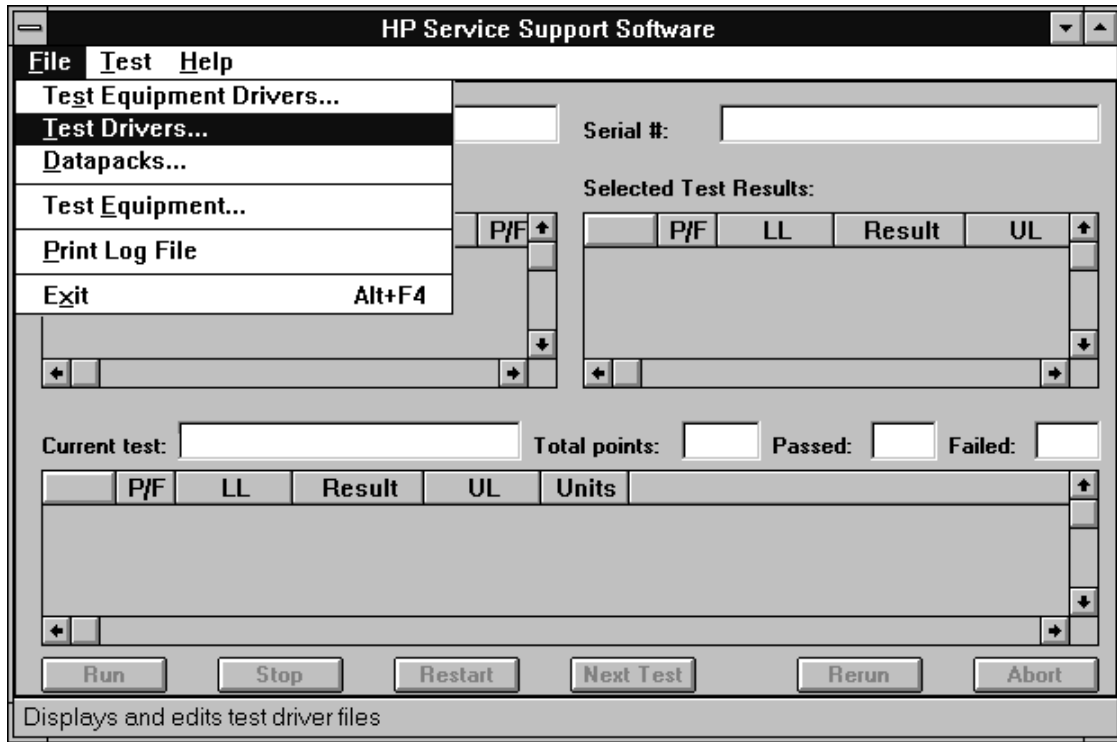 HP Service Support Software
File Test Help
Test Equipment Drivers...
Test Drivers...
Datapacks...
Test Equipment...
Print Log File
Exit Alt+F4
Serial #:
Selected Test Results:
P/F
P/F LL Result UL
Current test: Total points: Passed: Failed:
P/F LL Result UL Units
Run Stop Restart Next Test Rerun Abort
Displays and edits test driver files